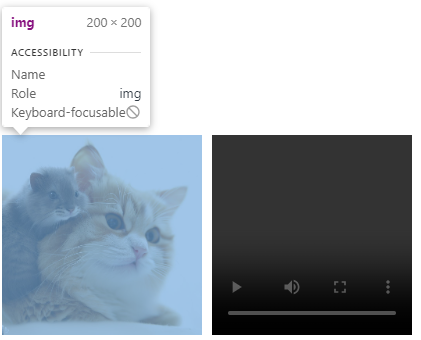 img 200 × 200
ACCESSIBILITY
Name
Role img
Keyboard-focusable